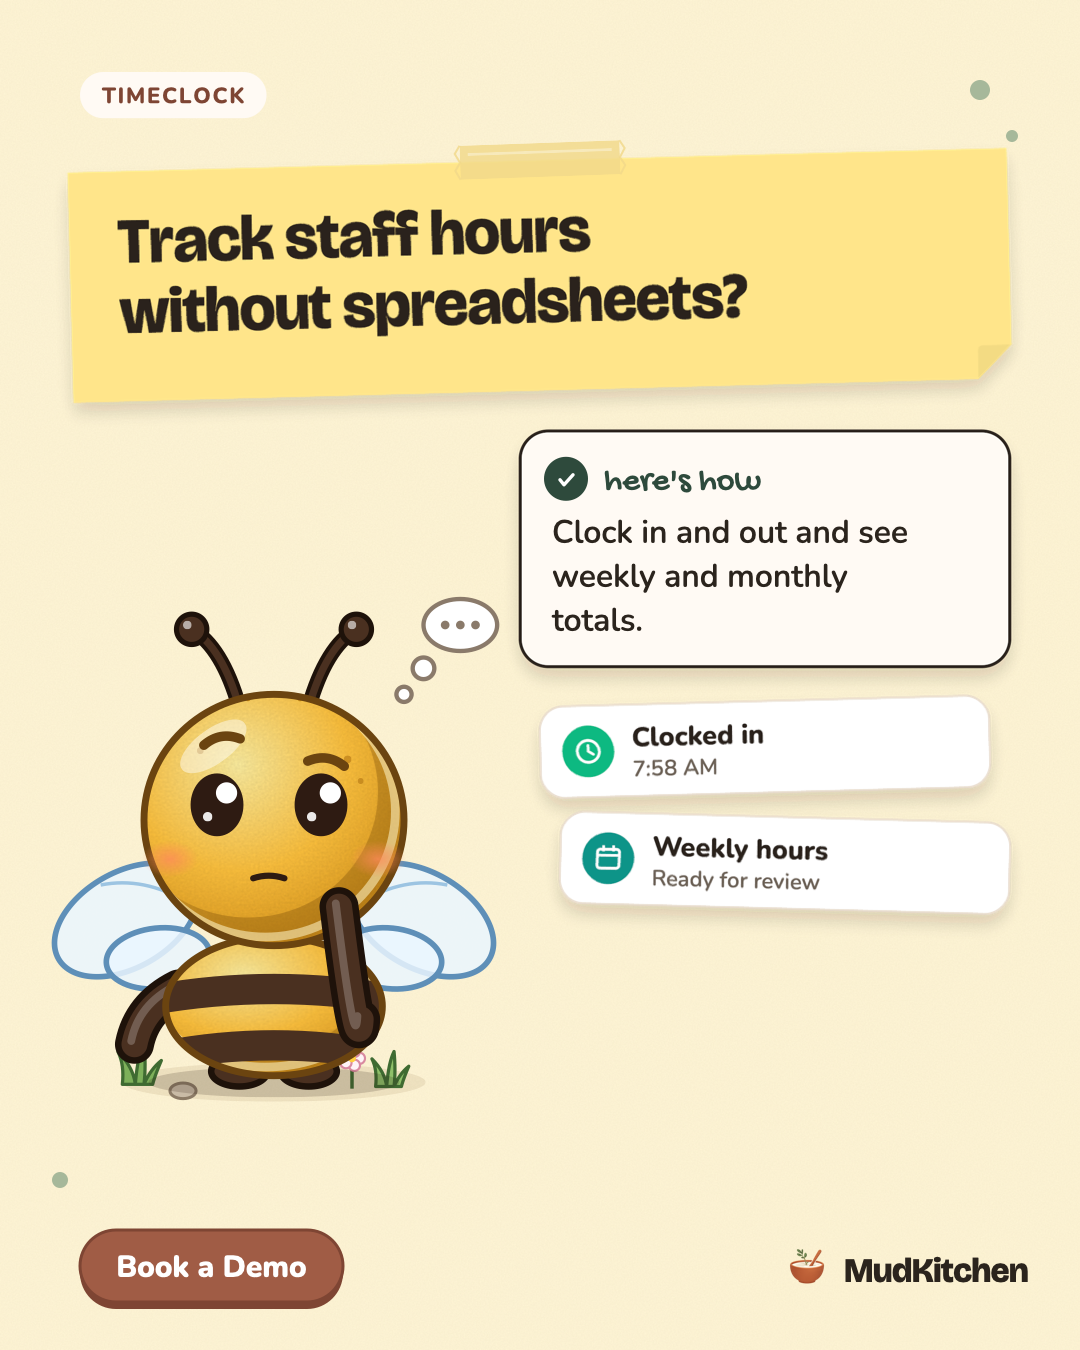 TIMECLOCK
Track staff hours
without spreadsheets?
here's how
Clock in and out and see
weekly and monthly
totals.
Clocked in
7:58 AM
Weekly hours
Ready for review
Book a Demo
MudKitchen